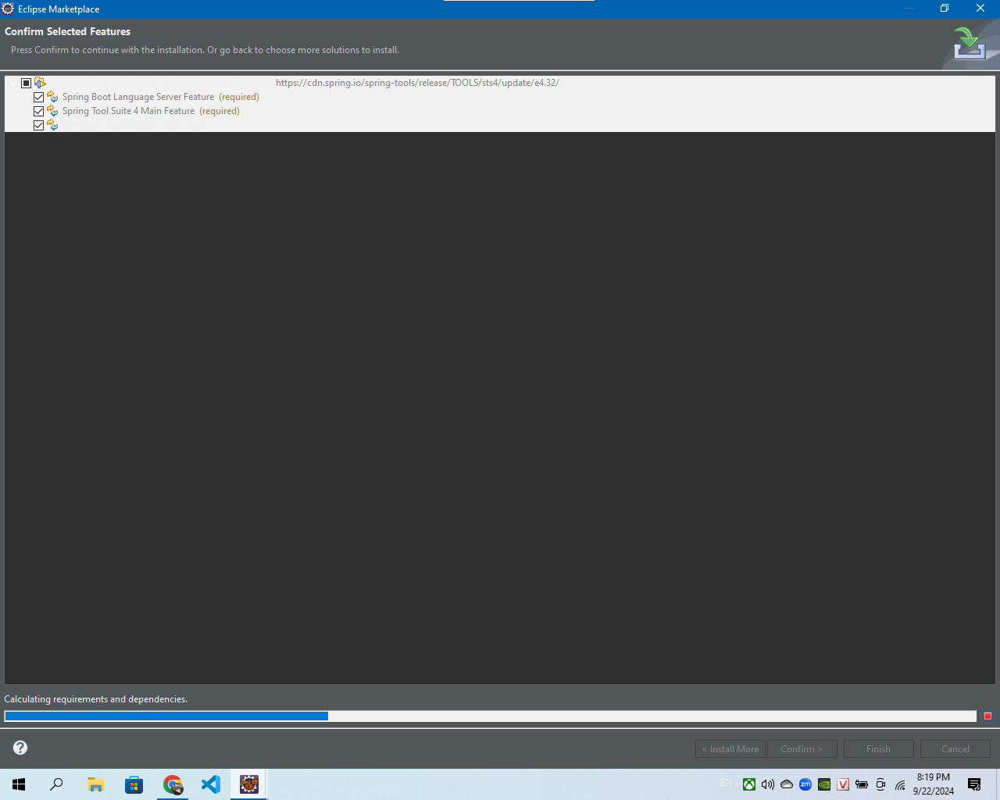 Eclipse Marketplace
Confirm Selected Features
Press Confirm to continue with the installation. Or go back to choose more solutions to install.
https://cdn.spring.io/spring-tools/release/TOOLS/sts4/update/e4.32/
Spring Boot Language Server Feature (required)
Spring Tool Suite 4 Main Feature (required)
Calculating requirements and dependencies.
< Install More Confirm > Finish Cancel
EN
zm
V
8:19 PM
9/22/2024